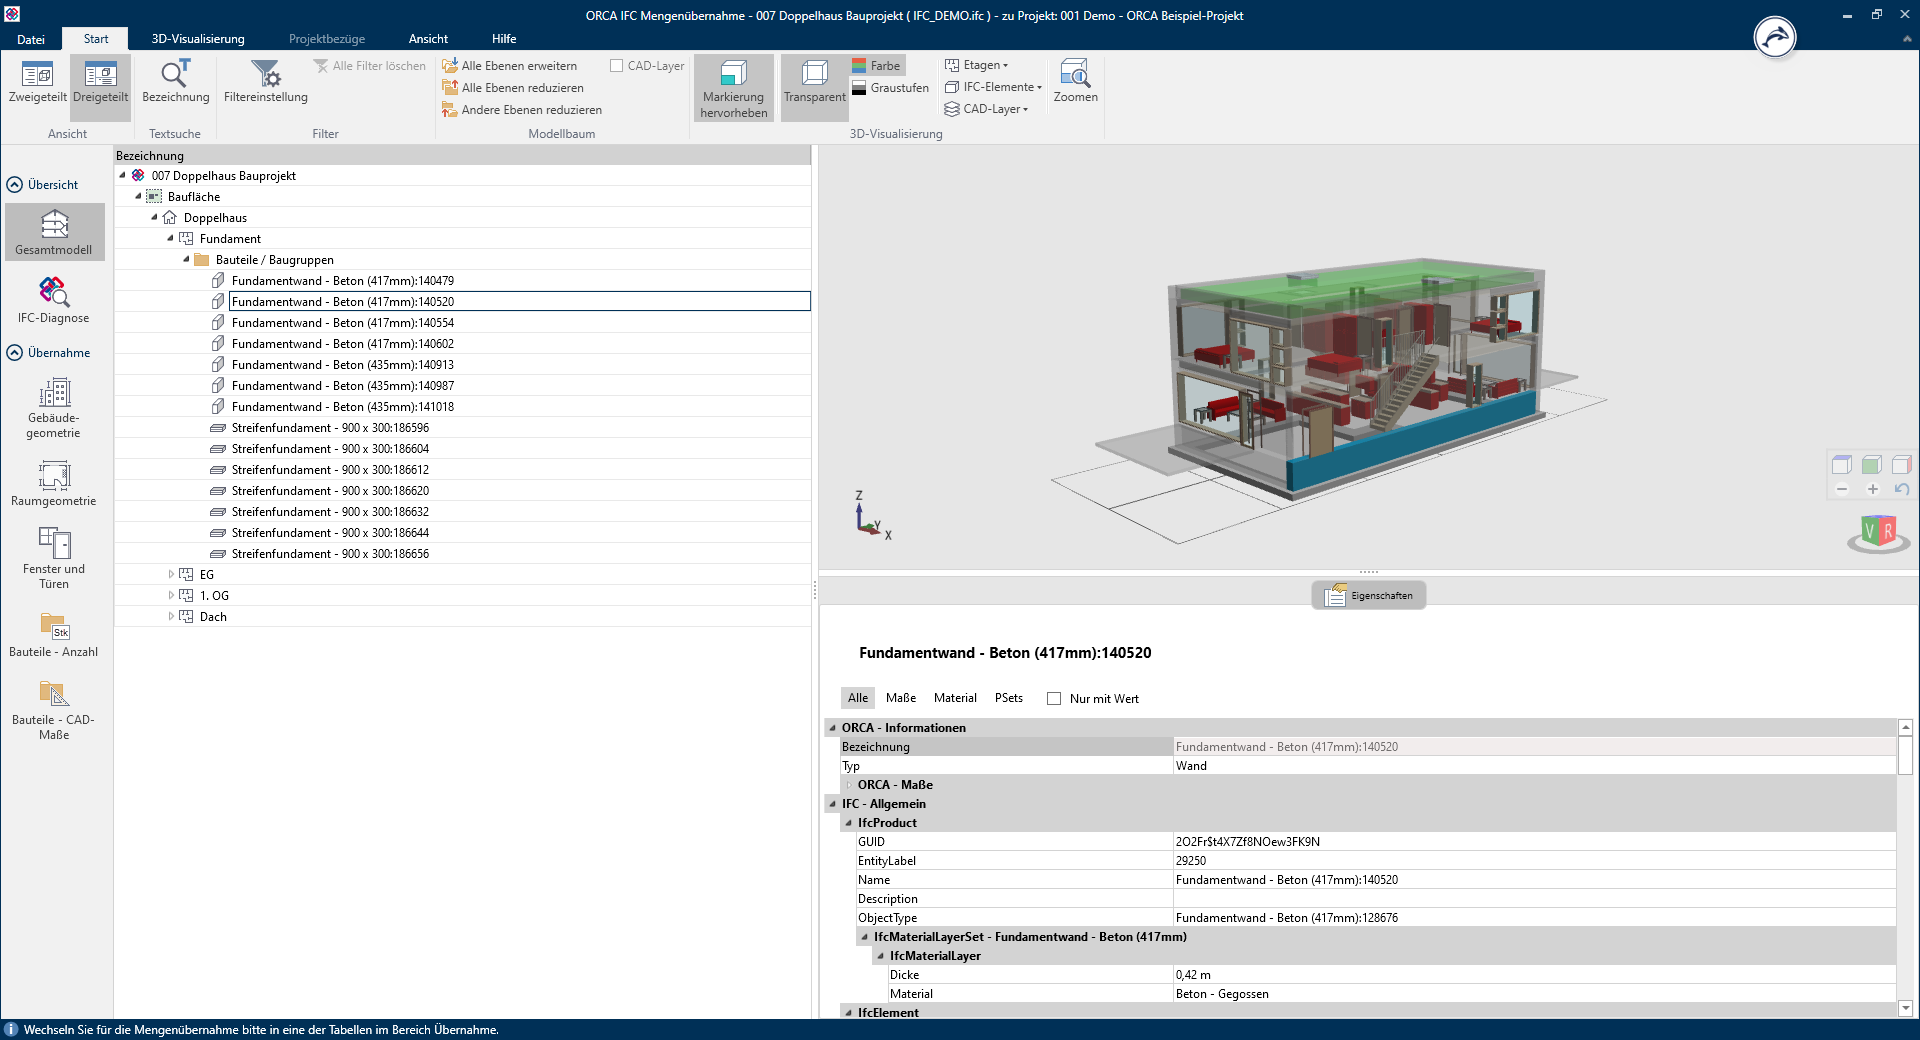 ORCA IFC Mengenübernahme - 007 Doppelhaus Bauprojekt ( IFC_DEMO.ifc ) - zu Projekt: 001 Demo - ORCA Beispiel-Projekt
Datei
Start
3D-Visualisierung
Projektbezüge
Ansicht
Hilfe
Zweigeteilt
Dreigeteilt
Ansicht
Bezeichnung
Textsuche
Filtereinstellung
Alle Filter löschen
Filter
Alle Ebenen erweitern
Alle Ebenen reduzieren
Andere Ebenen reduzieren
CAD-Layer
Modellbaum
Markierung
hervorheben
Transparent
Farbe
Graustufen
Etagen
IFC-Elemente
CAD-Layer
Zoomen
3D-Visualisierung
Übersicht
Gesamtmodell
IFC-Diagnose
Übernahme
Gebäude-
geometrie
Raumgeometrie
Fenster und
Türen
Stk
Bauteile - Anzahl
Bauteile - CAD-
Maße
Bezeichnung
007 Doppelhaus Bauprojekt
Baufläche
Doppelhaus
Fundament
Bauteile / Baugruppen
Fundamentwand - Beton (417mm):140479
Fundamentwand - Beton (417mm):140520
Fundamentwand - Beton (417mm):140554
Fundamentwand - Beton (417mm):140602
Fundamentwand - Beton (435mm):140913
Fundamentwand - Beton (435mm):140987
Fundamentwand - Beton (435mm):141018
Streifenfundament - 900 x 300:186596
Streifenfundament - 900 x 300:186604
Streifenfundament - 900 x 300:186612
Streifenfundament - 900 x 300:186620
Streifenfundament - 900 x 300:186632
Streifenfundament - 900 x 300:186644
Streifenfundament - 900 x 300:186656
EG
1. OG
Dach
Z
Y
X
V R
Eigenschaften
Fundamentwand - Beton (417mm):140520
Alle
Maße
Material
PSets
Nur mit Wert
ORCA - Informationen
Bezeichnung
Fundamentwand - Beton (417mm):140520
Typ
Wand
ORCA - Maße
IFC - Allgemein
IfcProduct
GUID
2O2Fr$t4X7Zf8NOew3FK9N
EntityLabel
29250
Name
Fundamentwand - Beton (417mm):140520
Description
ObjectType
Fundamentwand - Beton (417mm):128676
IfcMaterialLayerSet - Fundamentwand - Beton (417mm)
IfcMaterialLayer
Dicke
0,42 m
Material
Beton - Gegossen
IfcElement
Wechseln Sie für die Mengenübernahme bitte in eine der Tabellen im Bereich Übernahme.